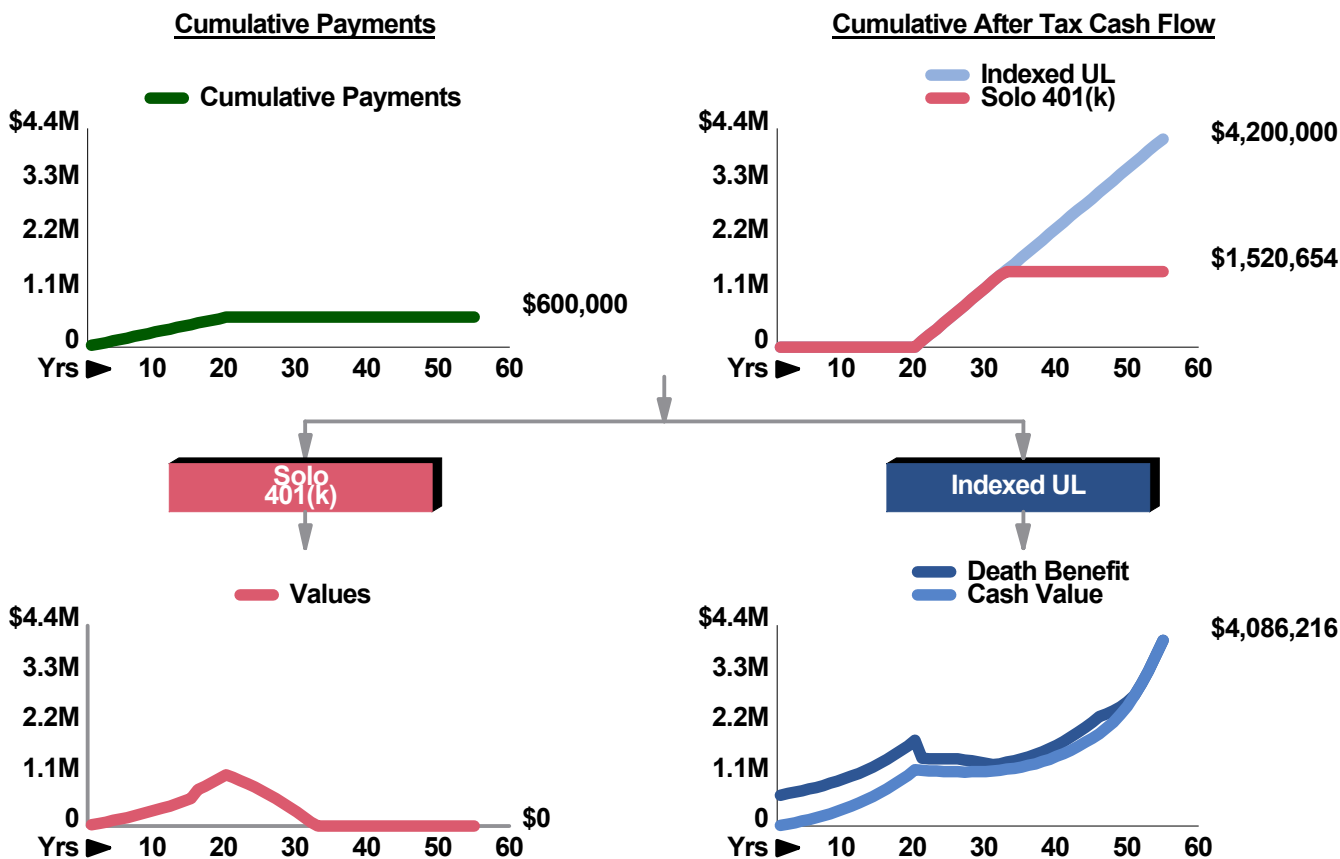 Cumulative Payments
Cumulative Payments
$4.4M
3.3M
2.2M
1.1M
0
$600,000
Yrs 10 20 30 40 50 60
Cumulative After Tax Cash Flow
Indexed UL
Solo 401(k)
$4.4M
3.3M
2.2M
1.1M
0
$4,200,000
$1,520,654
Yrs 10 20 30 40 50 60
Solo
401(k)
Indexed UL
Values
$4.4M
3.3M
2.2M
1.1M
0
$0
Yrs 10 20 30 40 50 60
Death Benefit
Cash Value
$4.4M
3.3M
2.2M
1.1M
0
$4,086,216
Yrs 10 20 30 40 50 60